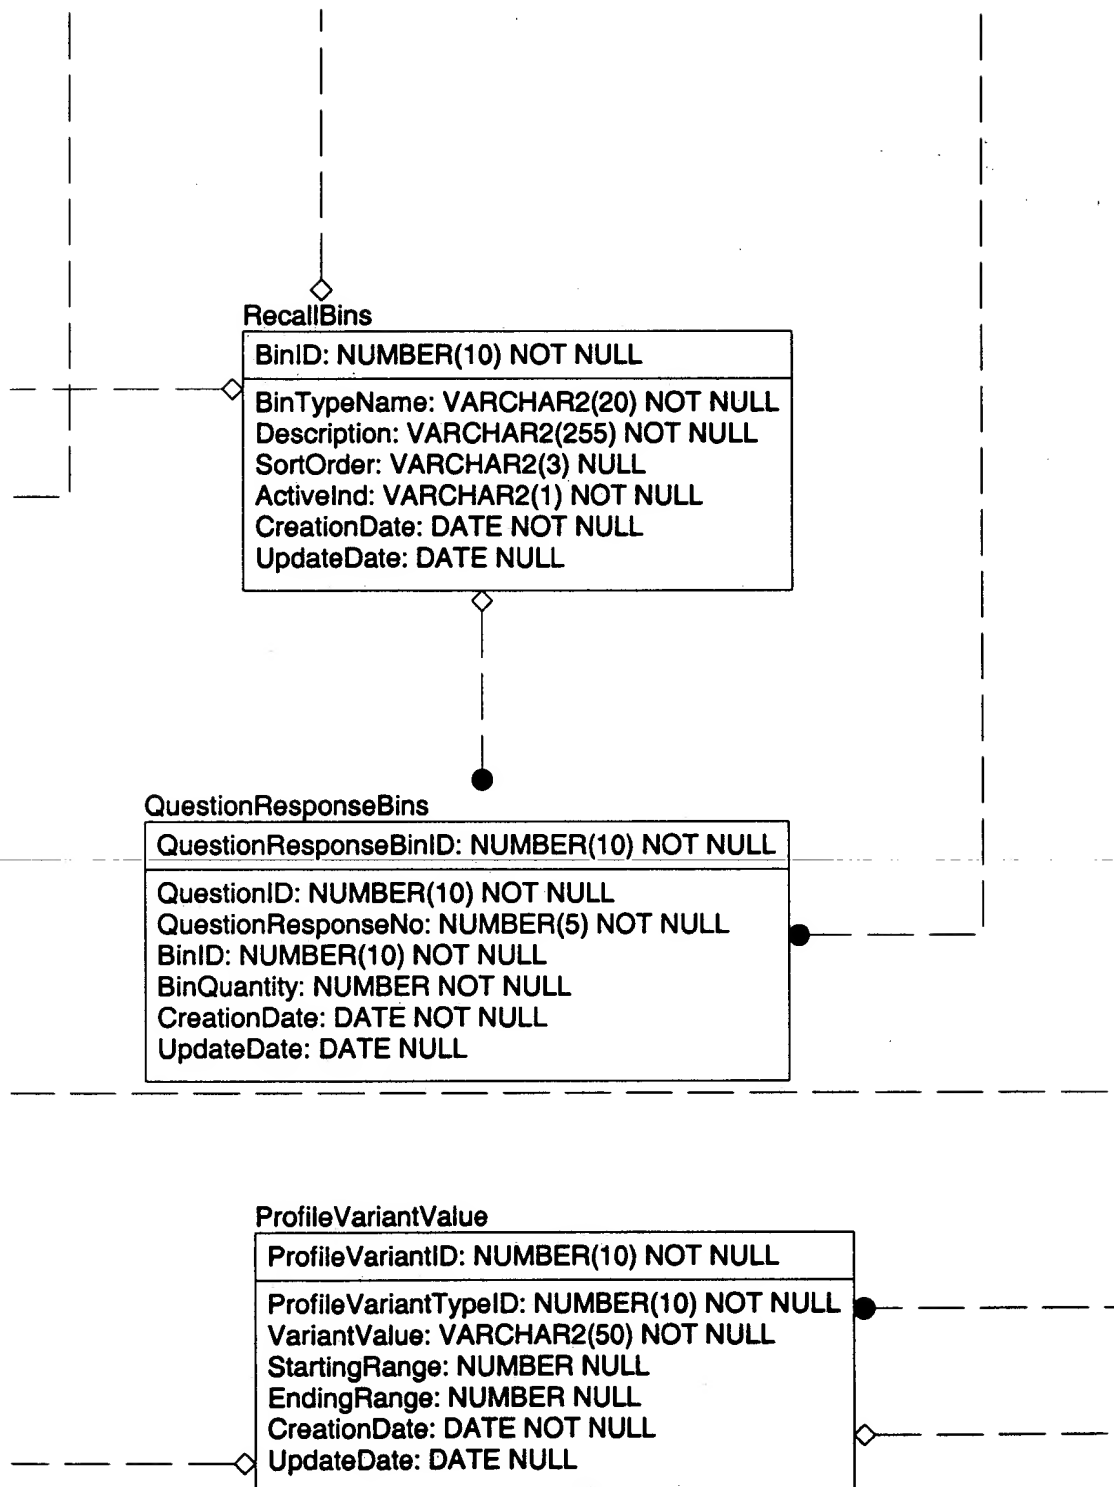 RecallBins
BinID: NUMBER(10) NOT NULL
BinTypeName: VARCHAR2(20) NOT NULL
Description: VARCHAR2(255) NOT NULL
SortOrder: VARCHAR2(3) NULL
ActiveInd: VARCHAR2(1) NOT NULL
CreationDate: DATE NOT NULL
UpdateDate: DATE NULL
QuestionResponseBins
QuestionResponseBinID: NUMBER(10) NOT NULL
QuestionID: NUMBER(10) NOT NULL
QuestionResponseNo: NUMBER(5) NOT NULL
BinID: NUMBER(10) NOT NULL
BinQuantity: NUMBER NOT NULL
CreationDate: DATE NOT NULL
UpdateDate: DATE NULL
ProfileVariantValue
ProfileVariantID: NUMBER(10) NOT NULL
ProfileVariantTypeID: NUMBER(10) NOT NULL
VariantValue: VARCHAR2(50) NOT NULL
StartingRange: NUMBER NULL
EndingRange: NUMBER NULL
CreationDate: DATE NOT NULL
UpdateDate: DATE NULL